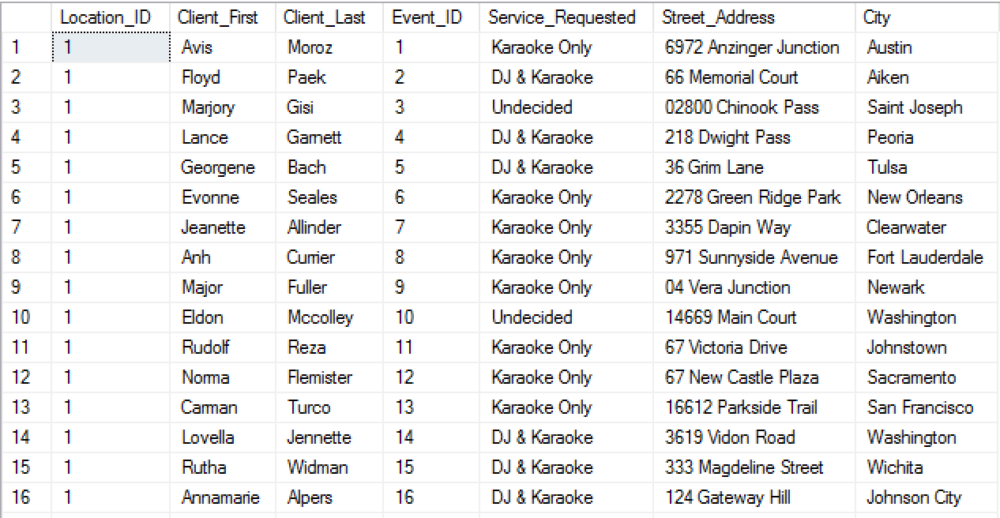 Location_ID Client_First Client_Last Event_ID Service_Requested Street_Address City
1 1 Avis Moroz 1 Karaoke Only 6972 Anzinger Junction Austin
2 1 Floyd Paek 2 DJ & Karaoke 66 Memorial Court Aiken
3 1 Marjory Gisi 3 Undecided 02800 Chinook Pass Saint Joseph
4 1 Lance Garnett 4 DJ & Karaoke 218 Dwight Pass Peoria
5 1 Georgene Bach 5 DJ & Karaoke 36 Grim Lane Tulsa
6 1 Evonne Seales 6 Karaoke Only 2278 Green Ridge Park New Orleans
7 1 Jeanette Allinder 7 Karaoke Only 3355 Dapin Way Clearwater
8 1 Anh Currier 8 Karaoke Only 971 Sunnyside Avenue Fort Lauderdale
9 1 Major Fuller 9 Karaoke Only 04 Vera Junction Newark
10 1 Eldon Mccolley 10 Undecided 14669 Main Court Washington
11 1 Rudolf Reza 11 Karaoke Only 67 Victoria Drive Johnstown
12 1 Norma Flemister 12 Karaoke Only 67 New Castle Plaza Sacramento
13 1 Carman Turco 13 Karaoke Only 16612 Parkside Trail San Francisco
14 1 Lovella Jennette 14 DJ & Karaoke 3619 Vidon Road Washington
15 1 Rutha Widman 15 DJ & Karaoke 333 Magdeline Street Wichita
16 1 Annamarie Alpers 16 DJ & Karaoke 124 Gateway Hill Johnson City